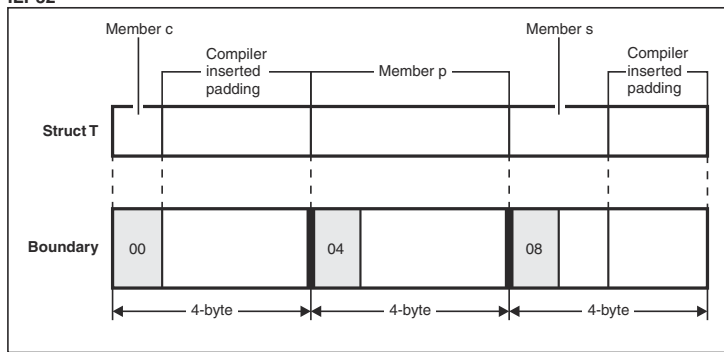 Member c
Member s
Compiler
inserted
padding
Member p
Compiler
inserted
padding
Struct T
Boundary
00
04
08
4-byte
4-byte
4-byte